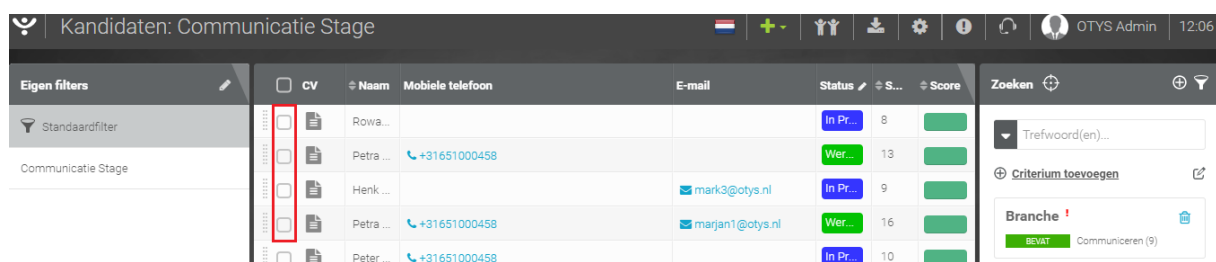 Kandidaten: Communicatie Stage
OTYS Admin
12:06
Eigen filters
CV Naam Mobiele telefoon E-mail Status S... Score
Zoeken
Standaardfilter
Communicatie Stage
Rowa... In Pr... 8
Petra ... +31651000458 Wer... 13
Henk ... mark3@otys.nl In Pr... 9
Petra ... +31651000458 marjan1@otys.nl Wer... 16
Peter ... +31651000458 In Pr... 10
Trefwoord(en)...
Criterium toevoegen
Branche !
BEVAT Communiceren (9)